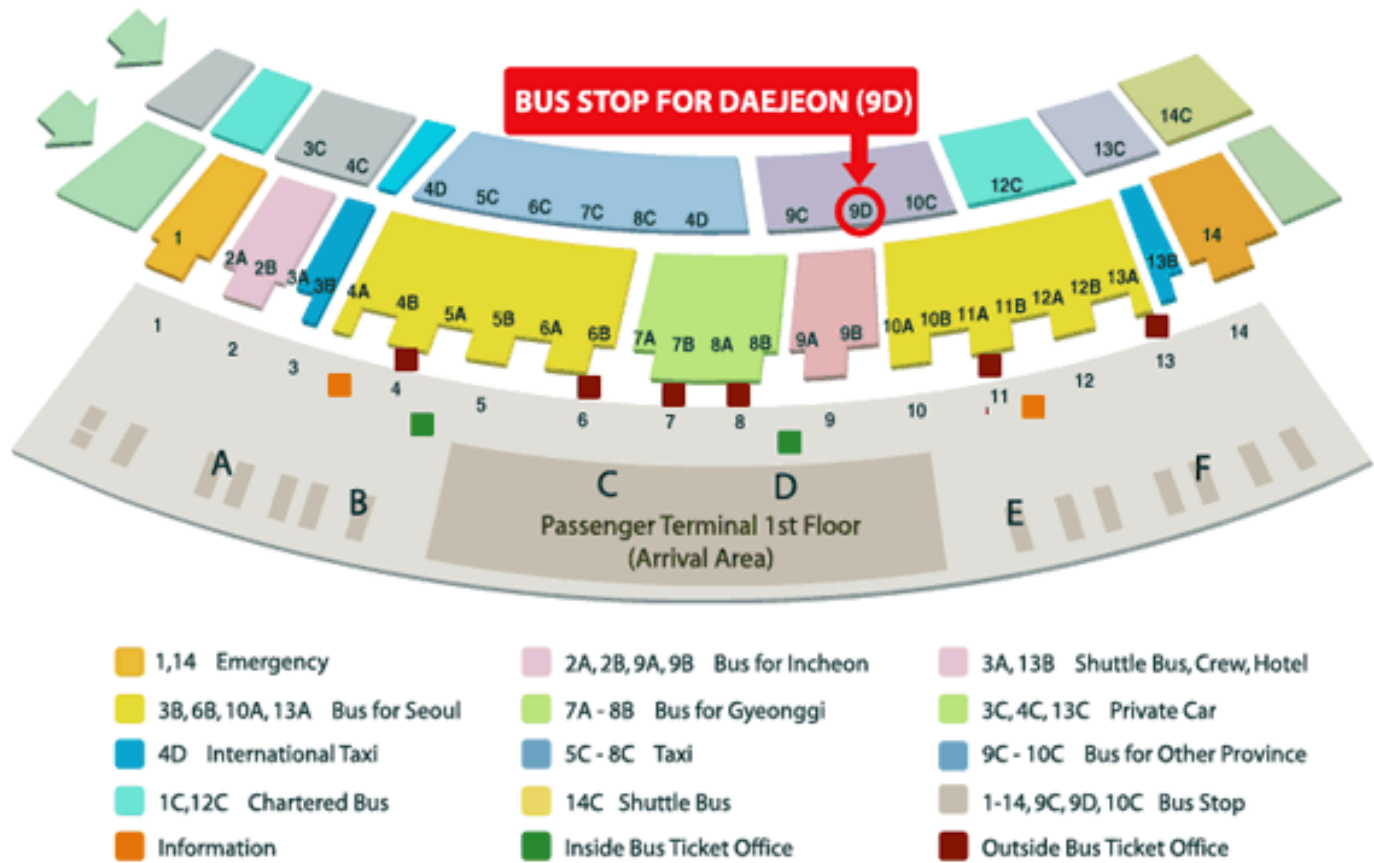 BUS STOP FOR DAEJEON (9D)
14C
3C
4C
13C
12C
4D
5C
6C
7C
8C
4D
9C
9D
10C
1
2A
2B
3A
3B
4A
4B
5A
5B
6A
6B
7A
7B
8A
8B
9A
9B
10A
10B
11A
11B
12A
12B
13A
13B
14
1
2
3
4
5
6
7
8
9
10
11
12
13
14
A
B
C
D
E
F
Passenger Terminal 1st Floor
(Arrival Area)
1,14 Emergency
2A, 2B, 9A, 9B Bus for Incheon
3A, 13B Shuttle Bus, Crew, Hotel
3B, 6B, 10A, 13A Bus for Seoul
7A - 8B Bus for Gyeonggi
3C, 4C, 13C Private Car
4D International Taxi
5C - 8C Taxi
9C - 10C Bus for Other Province
1C,12C Chartered Bus
14C Shuttle Bus
1-14, 9C, 9D, 10C Bus Stop
Information
Inside Bus Ticket Office
Outside Bus Ticket Office